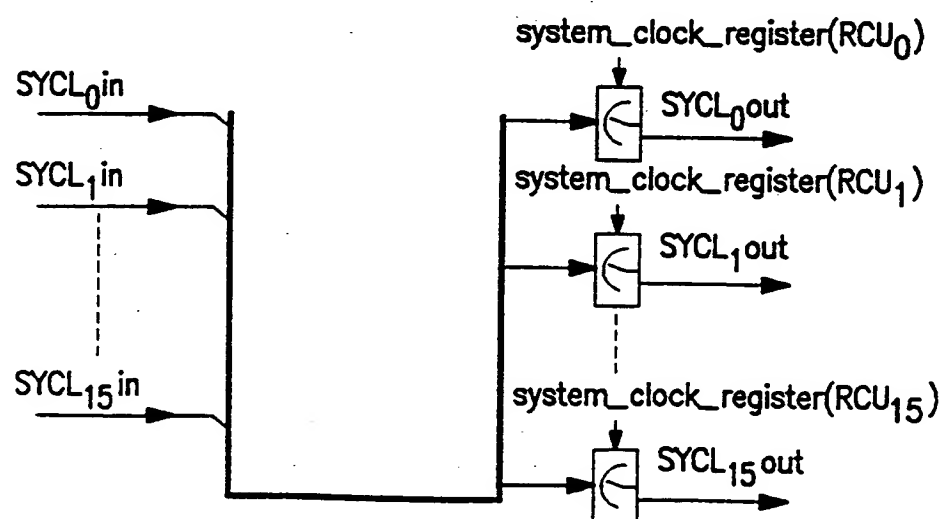 system_clock_register(RCU0)
SYCL0in
SYCL0out
SYCL1in
system_clock_register(RCU1)
SYCL1out
SYCL15in
system_clock_register(RCU15)
SYCL15out